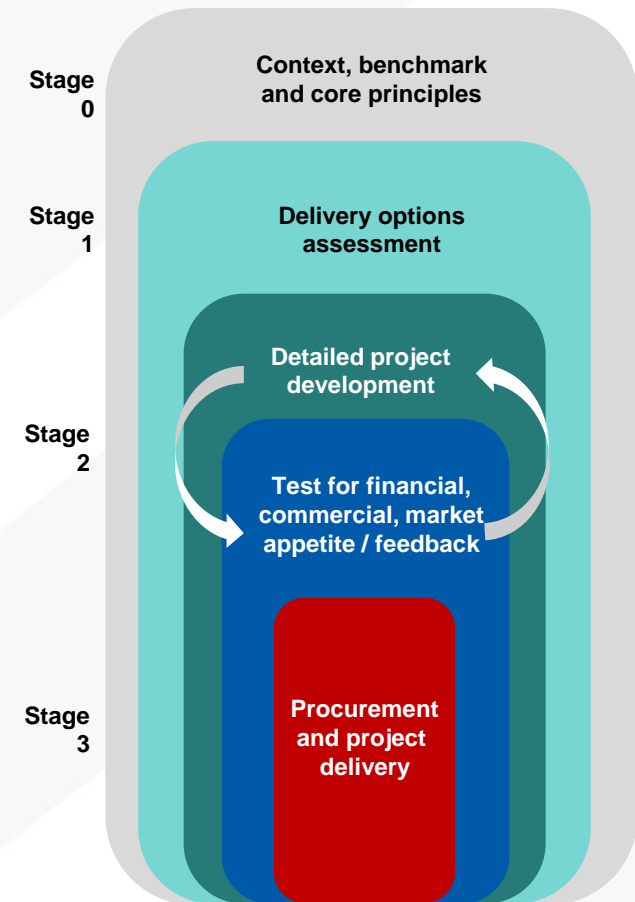 Stage
0
Context, benchmark
and core principles
Stage
1
Delivery options
assessment
Detailed project
development
Stage
2
Test for financial,
commercial, market
appetite / feedback
Stage
3
Procurement
and project
delivery